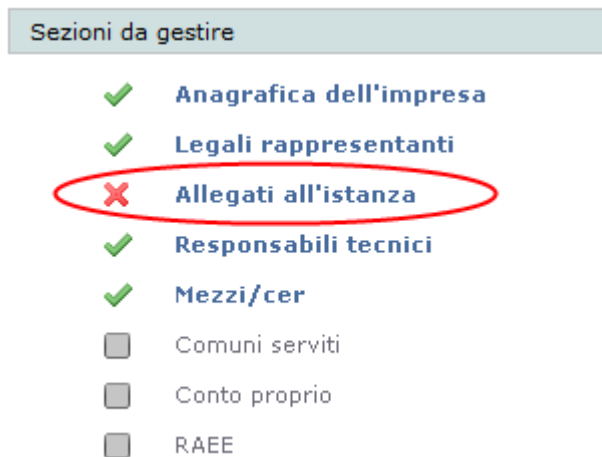 Sezioni da gestire
Anagrafica dell'impresa
Legali rappresentanti
Allegati all'istanza
Responsabili tecnici
Mezzi/cer
Comuni serviti
Conto proprio
RAEE